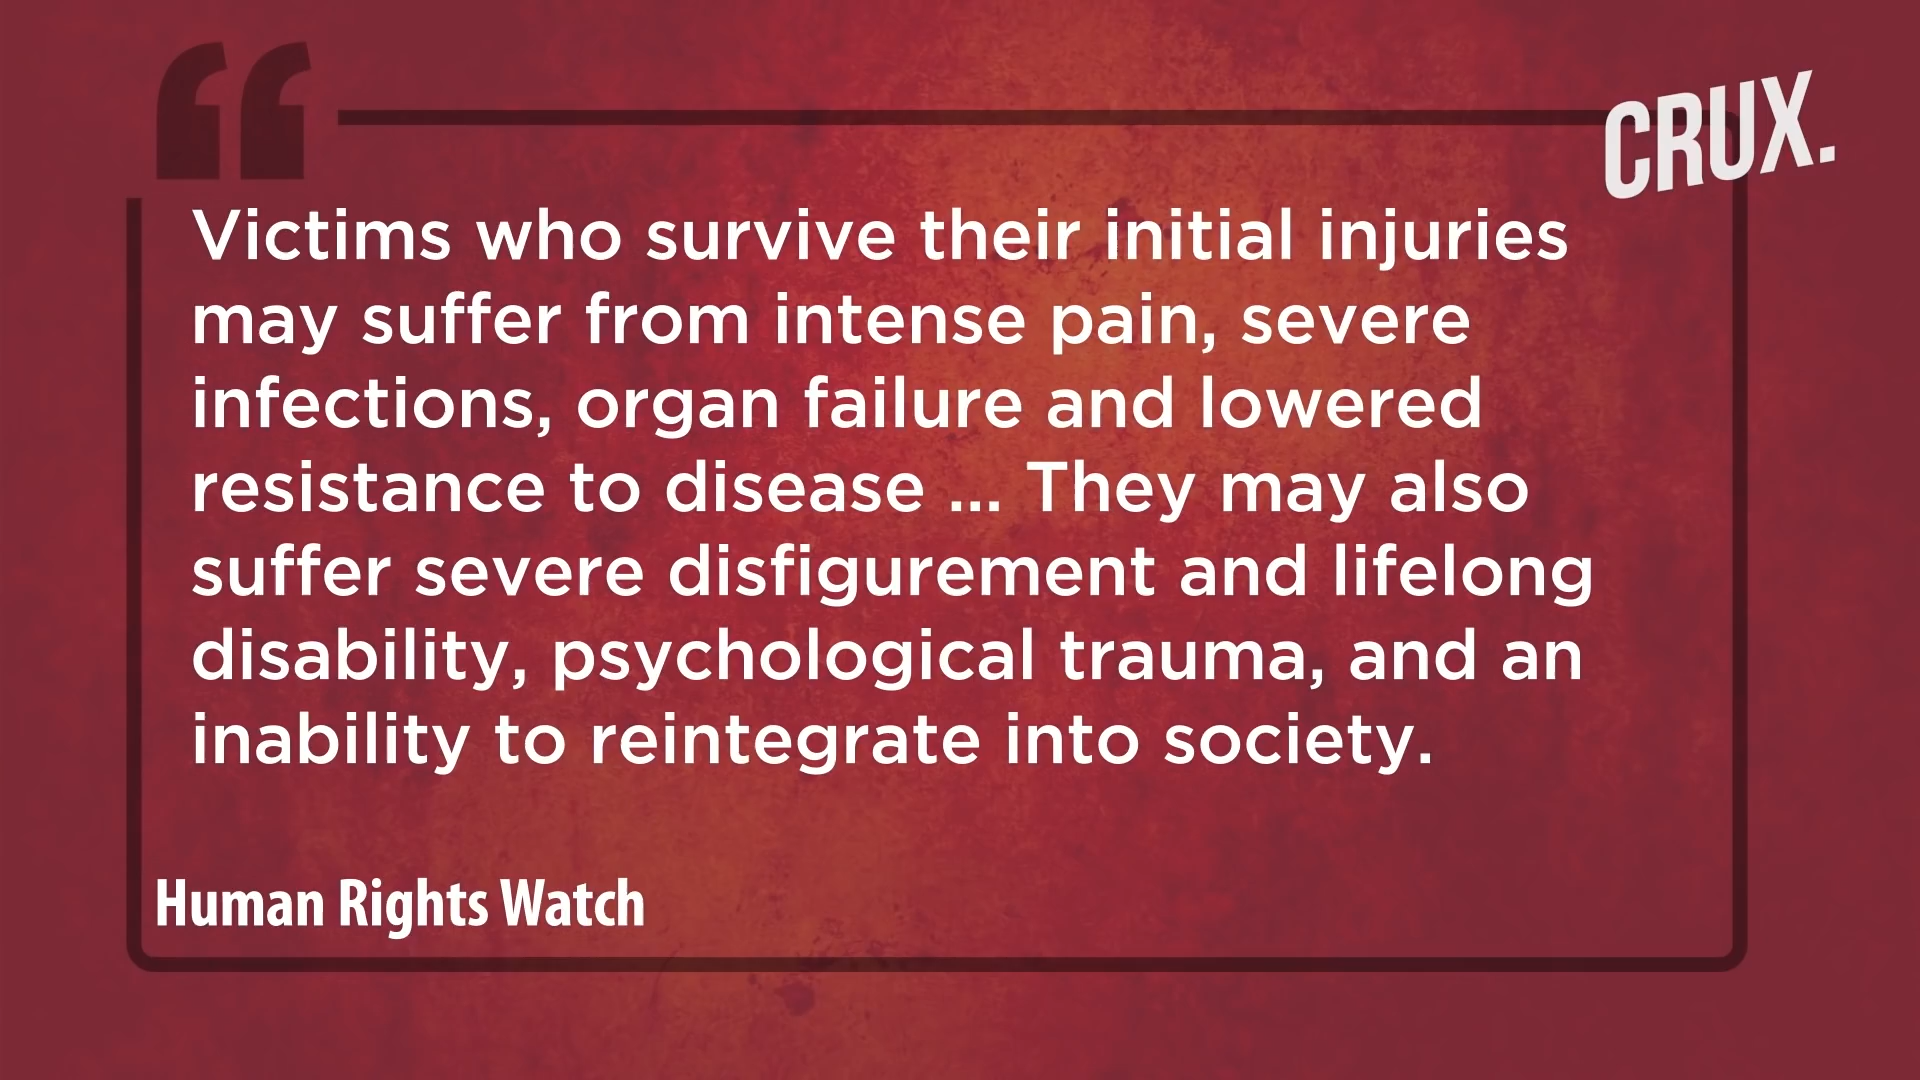 CRUX.
Victims who survive their initial injuries
may suffer from intense pain, severe
infections, organ failure and lowered
resistance to disease ... They may also
suffer severe disfigurement and lifelong
disability, psychological trauma, and an
inability to reintegrate into society.
Human Rights Watch